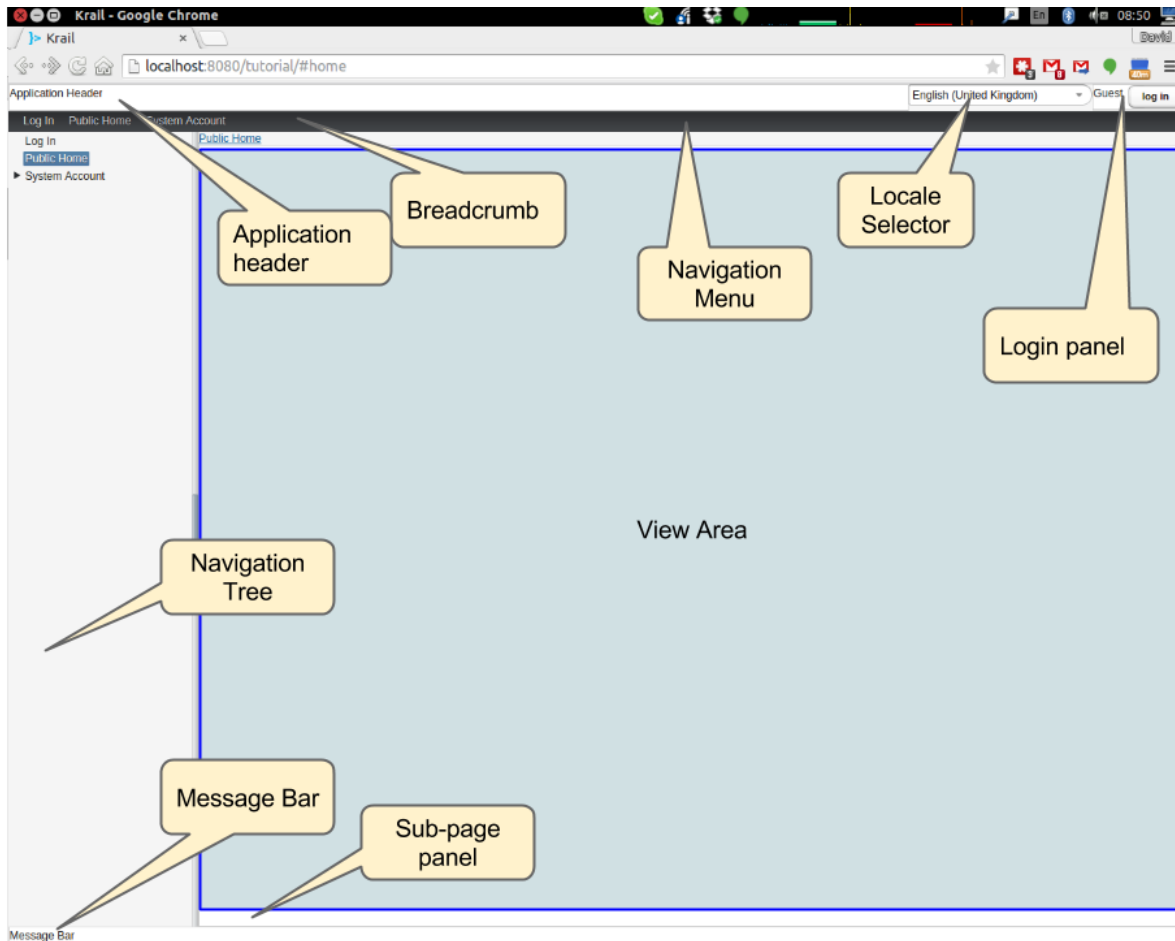 Krail - Google Chrome
En
08:50
Krail
David
localhost:8080/tutorial/#home
Application Header
English (United Kingdom)
Guest
log in
Log In Public Home System Account
Log In
Public Home
System Account
Public Home
Application
header
Breadcrumb
Locale
Selector
Navigation
Menu
Login panel
View Area
Navigation
Tree
Message Bar
Sub-page
panel
Message Bar